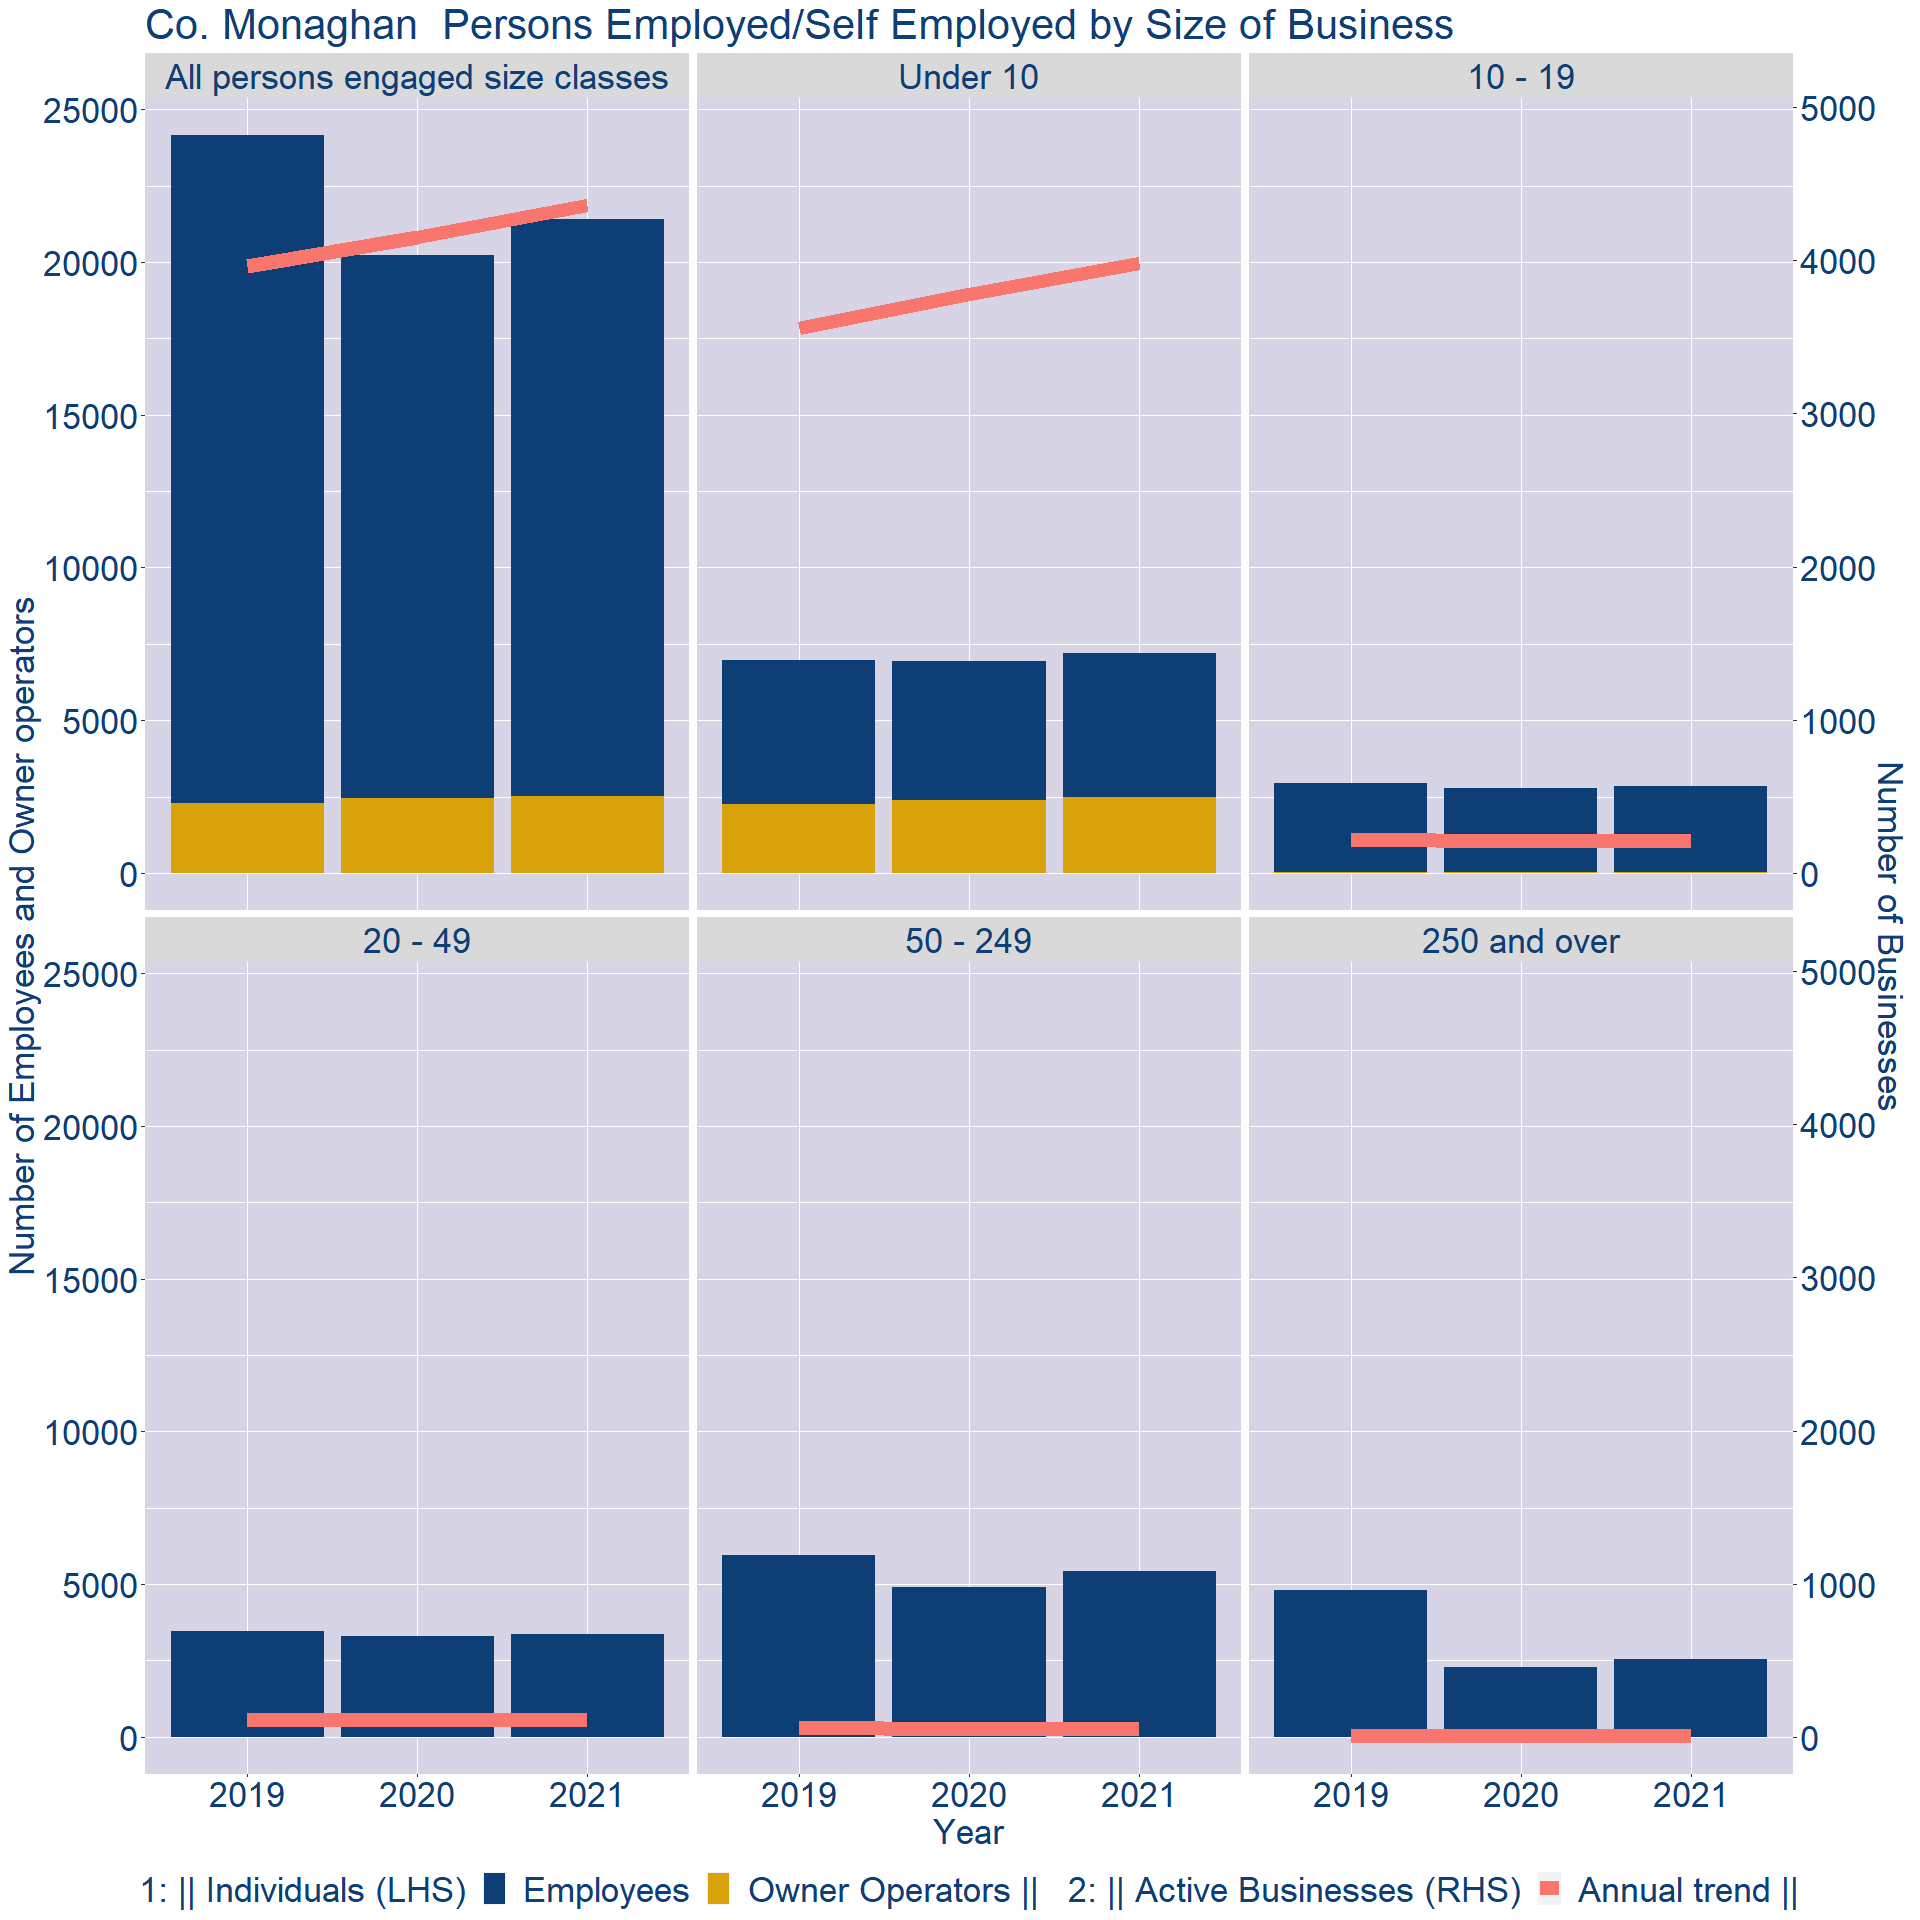 Co. Monaghan  Persons Employed/Self Employed by Size of Business
All persons engaged size classes
Under 10
10 - 19
25000
20000
15000
10000
5000
0
5000
4000
3000
2000
1000
0
Number of Employees and Owner operators
Number of Businesses
20 - 49
50 - 249
250 and over
25000
20000
15000
10000
5000
0
5000
4000
3000
2000
1000
0
2019 2020 2021 2019 2020 2021 2019 2020 2021
Year
1: || Individuals (LHS) Employees Owner Operators || 2: || Active Businesses (RHS) Annual trend ||